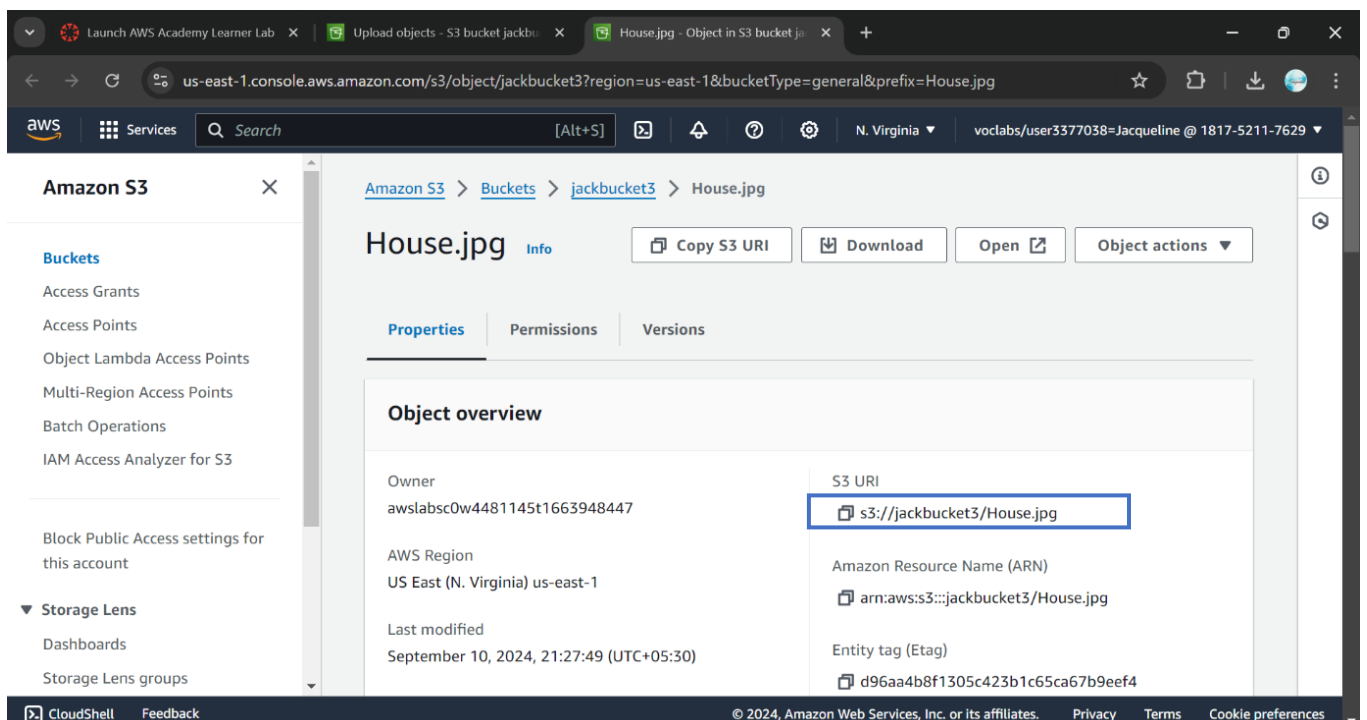 Launch AWS Academy Learner Lab
Upload objects - S3 bucket jackbu
House.jpg - Object in S3 bucket ja
us-east-1.console.aws.amazon.com/s3/object/jackbucket3?region=us-east-1&bucketType=general&prefix=House.jpg
aws Services Search [Alt+S] N. Virginia voclabs/user3377038=Jacqueline @ 1817-5211-7629
Amazon S3
Buckets
Access Grants
Access Points
Object Lambda Access Points
Multi-Region Access Points
Batch Operations
IAM Access Analyzer for S3
Block Public Access settings for
this account
Storage Lens
Dashboards
Storage Lens groups
Amazon S3 > Buckets > jackbucket3 > House.jpg
House.jpg Info Copy S3 URI Download Open Object actions
Properties Permissions Versions
Object overview
Owner
awslabsc0w4481145t1663948447
AWS Region
US East (N. Virginia) us-east-1
Last modified
September 10, 2024, 21:27:49 (UTC+05:30)
S3 URI
s3://jackbucket3/House.jpg
Amazon Resource Name (ARN)
arn:aws:s3:::jackbucket3/House.jpg
Entity tag (Etag)
d96aa4b8f1305c423b1c65ca67b9eef4
CloudShell Feedback © 2024, Amazon Web Services, Inc. or its affiliates. Privacy Terms Cookie preferences